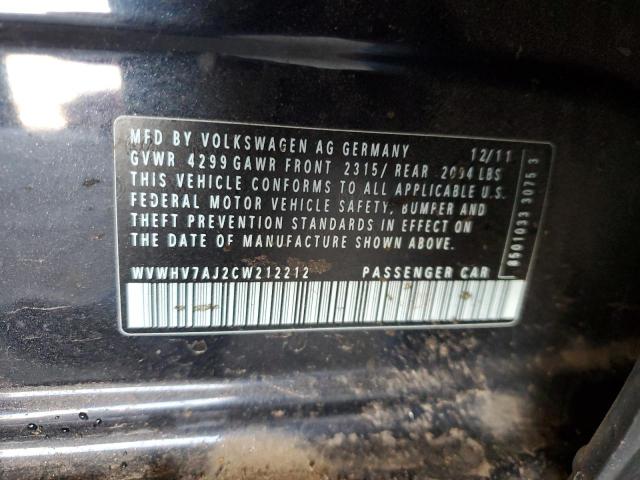 MFD BY VOLKSWAGEN AG GERMANY 12/11
GVWR 4299 GAWR FRONT 2315/ REAR 2094 LBS
THIS VEHICLE CONFORMS TO ALL APPLICABLE U.S.
FEDERAL MOTOR VEHICLE SAFETY, BUMPER AND
THEFT PREVENTION STANDARDS IN EFFECT ON
THE DATE OF MANUFACTURE SHOWN ABOVE.
WVWHV7AJ2CW212212 PASSENGER CAR
8501033 3075 3